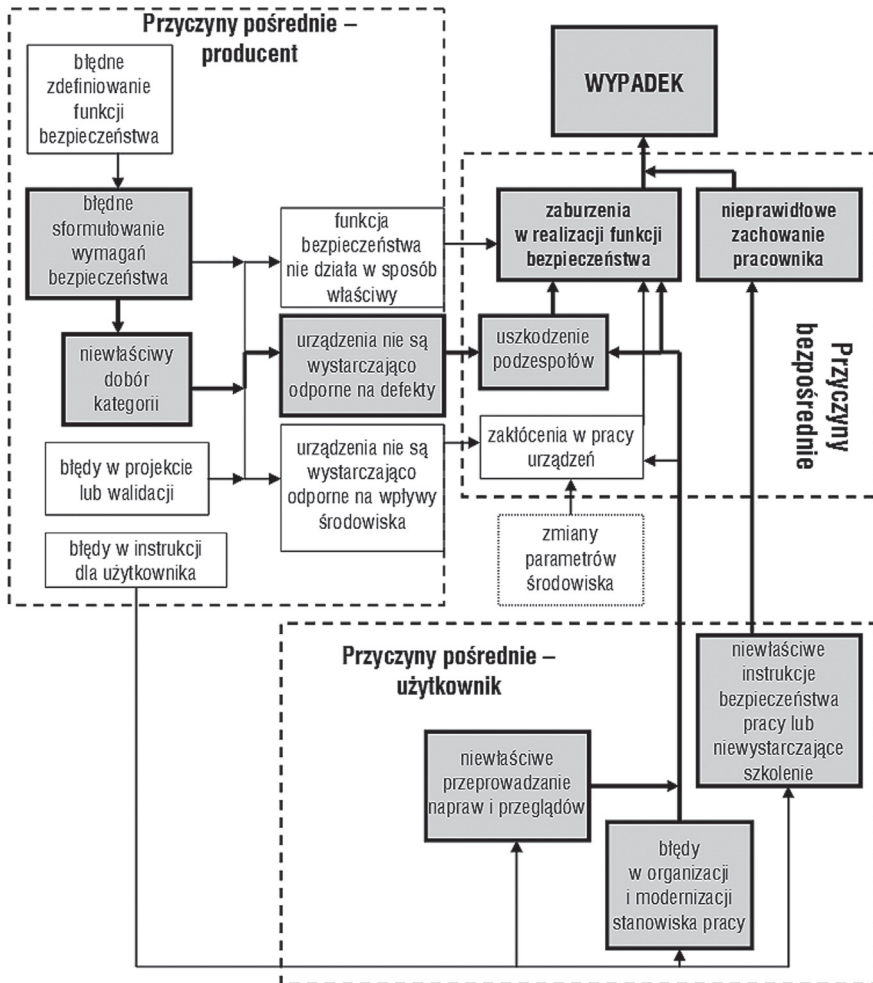 Przyczyny pośrednie –
producent
błędne
zdefiniowanie
funkcji
bezpieczeństwa
WYPADEK
błędne
sformułowanie
wymagań
bezpieczeństwa
funkcja
bezpieczeństwa
nie działa w sposób
właściwy
zaburzenia
w realizacji funkcji
bezpieczeństwa
nieprawidłowe
zachowanie
pracownika
niewłaściwy
dobór
kategorii
urządzenia nie są
wystarczająco
odporne na defekty
uszkodzenie
podzespołów
Przyczyny
bezpośrednie
błędy w projekcie
lub walidacji
urządzenia nie są
wystarczająco
odporne na wpływy
środowiska
zakłócenia w pracy
urządzeń
błędy w instrukcji
dla użytkownika
zmiany
parametrów
środowiska
Przyczyny pośrednie –
użytkownik
niewłaściwe
instrukcje
bezpieczeństwa
pracy lub
niewystarczające
szkolenie
niewłaściwe
przeprowadzanie
napraw i przeglądów
błędy
w organizacji
i modernizacji
stanowiska pracy